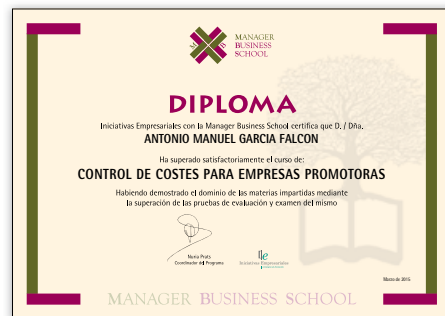 MANAGER
BUSINESS
SCHOOL
M B
DIPLOMA
Iniciativas Empresariales con la Manager Business School certifica que D. / Dña.
ANTONIO MANUEL GARCIA FALCON
Ha superado satisfactoriamente el curso de:
CONTROL DE COSTES PARA EMPRESAS PROMOTORAS
Habiendo demostrado el dominio de las materias impartidas mediante
la superación de las pruebas de evaluación y examen del mismo
Nuria Prats
Coordinador del Programa
Iniciativas Empresariales
Marzo de 2015
MANAGER BUSINESS SCHOOL